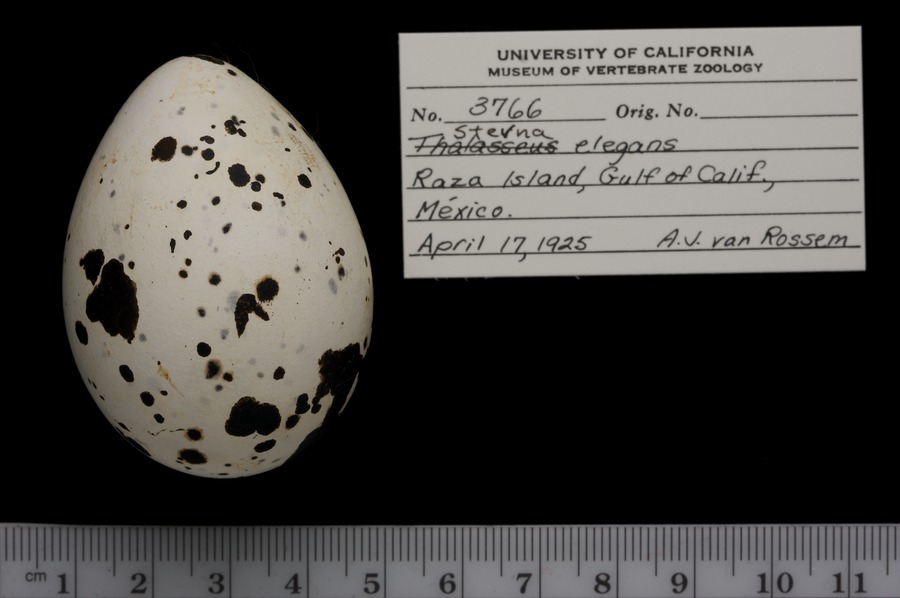 UNIVERSITY OF CALIFORNIA
MUSEUM OF VERTEBRATE ZOOLOGY
No. 3766 Orig. No.
Sterna
Thalasseus elegans
Raza Island, Gulf of Calif.,
México.
April 17, 1925 A.J. van Rossem
cm 1 2 3 4 5 6 7 8 9 10 11